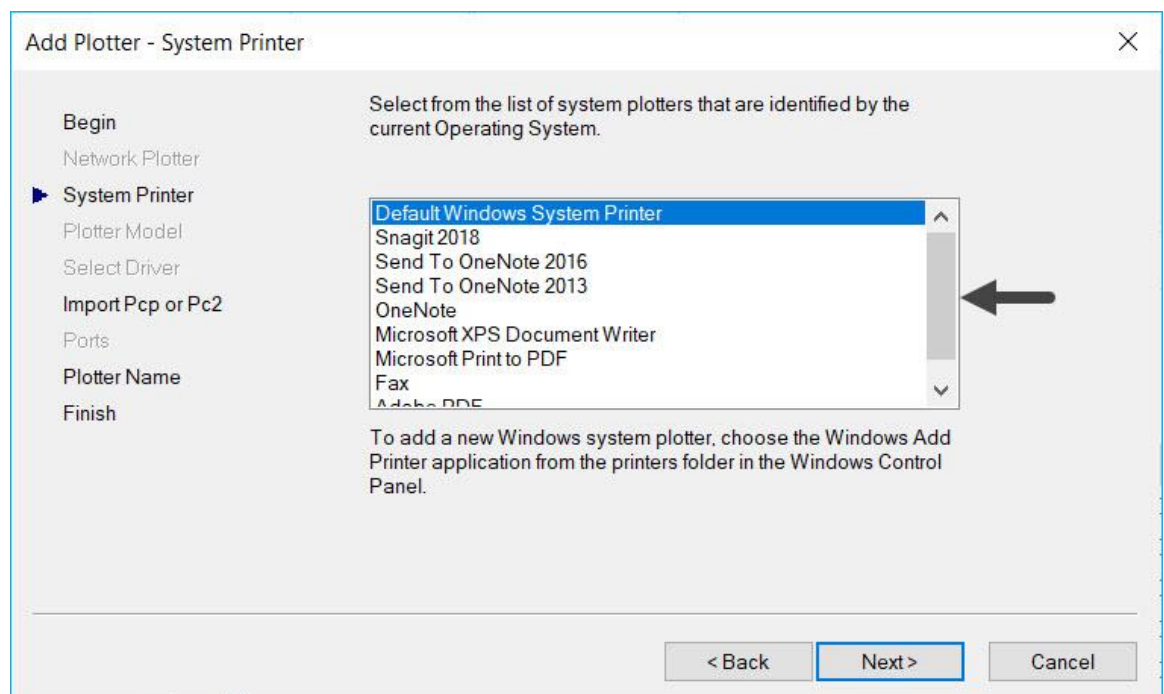 Add Plotter - System Printer
Begin
Network Plotter
System Printer
Plotter Model
Select Driver
Import Pcp or Pc2
Ports
Plotter Name
Finish
Select from the list of system plotters that are identified by the
current Operating System.
Default Windows System Printer
Snagit 2018
Send To OneNote 2016
Send To OneNote 2013
OneNote
Microsoft XPS Document Writer
Microsoft Print to PDF
Fax
Adobe PDF
To add a new Windows system plotter, choose the Windows Add
Printer application from the printers folder in the Windows Control
Panel.
< Back
Next >
Cancel